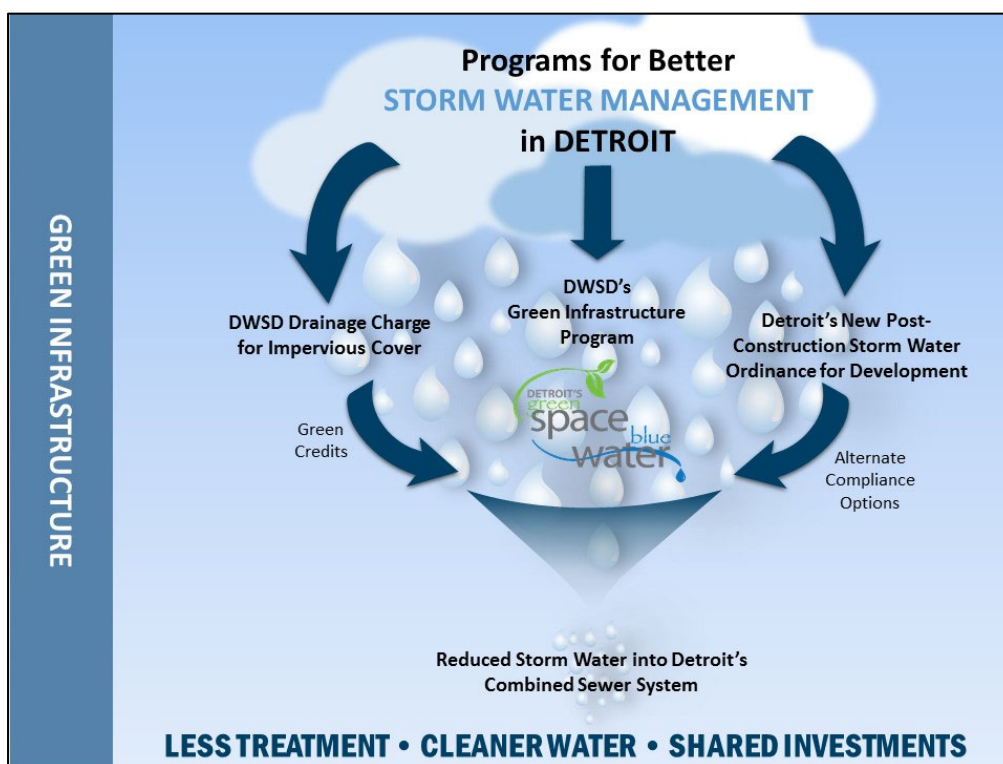 GREEN INFRASTRUCTURE
Programs for Better
STORM WATER MANAGEMENT
in DETROIT
DWSD Drainage Charge
for Impervious Cover
DWSD's
Green Infrastructure
Program
Detroit's New Post-
Construction Storm Water
Ordinance for Development
DETROIT'S
green
space
blue
water
Green
Credits
Alternate
Compliance
Options
Reduced Storm Water into Detroit's
Combined Sewer System
LESS TREATMENT • CLEANER WATER • SHARED INVESTMENTS